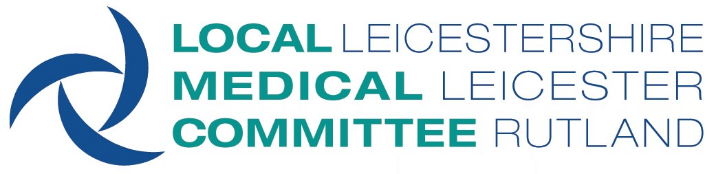 LOCAL LEICESTERSHIRE
MEDICAL LEICESTER
COMMITTEE RUTLAND